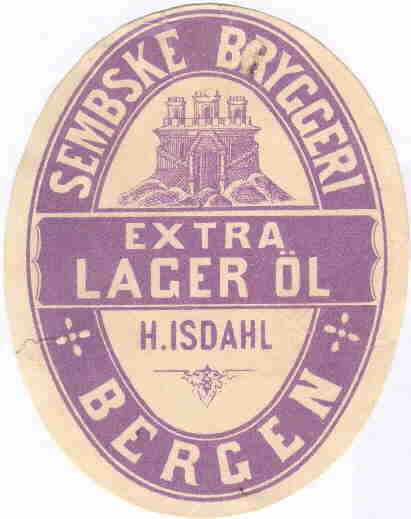 SEMBSKE BRYGGERI
EXTRA
LAGER ÖL
H. ISDAHL
BERGEN